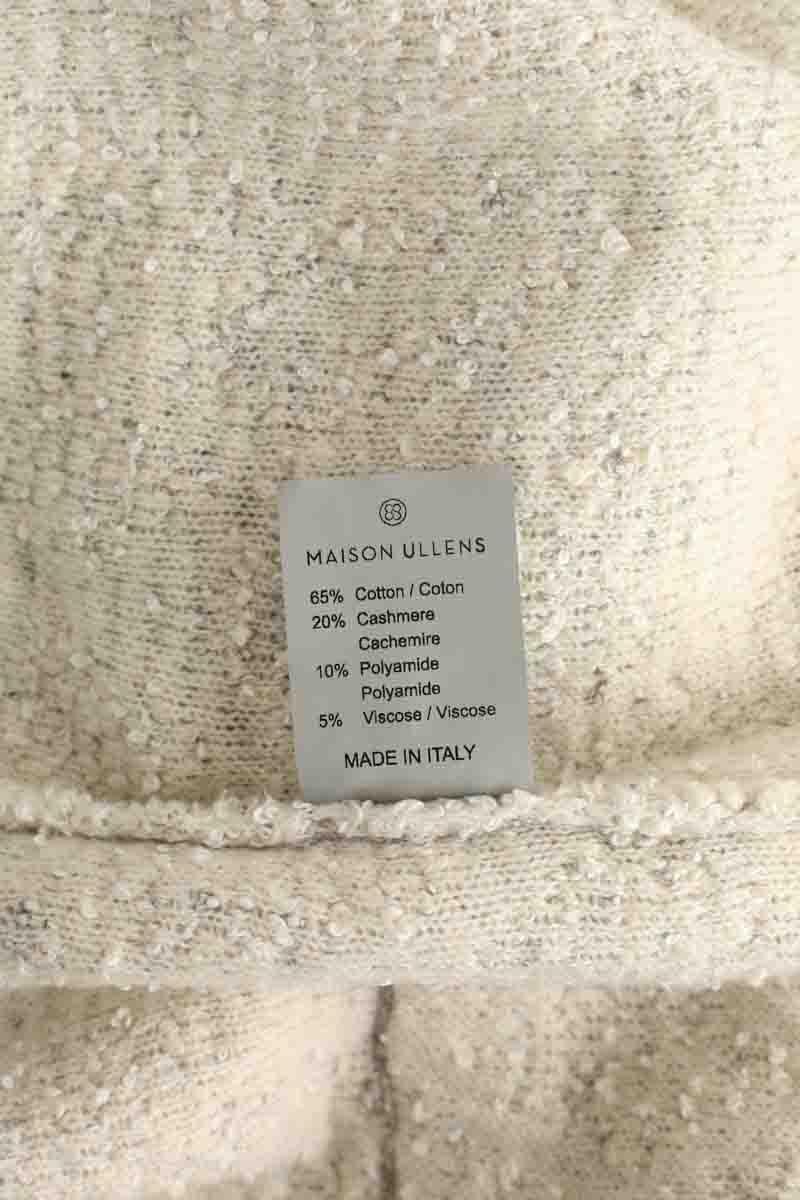 MAISON ULLENS
65% Cotton / Coton
20% Cashmere
Cachemire
10% Polyamide
Polyamide
5% Viscose / Viscose
MADE IN ITALY